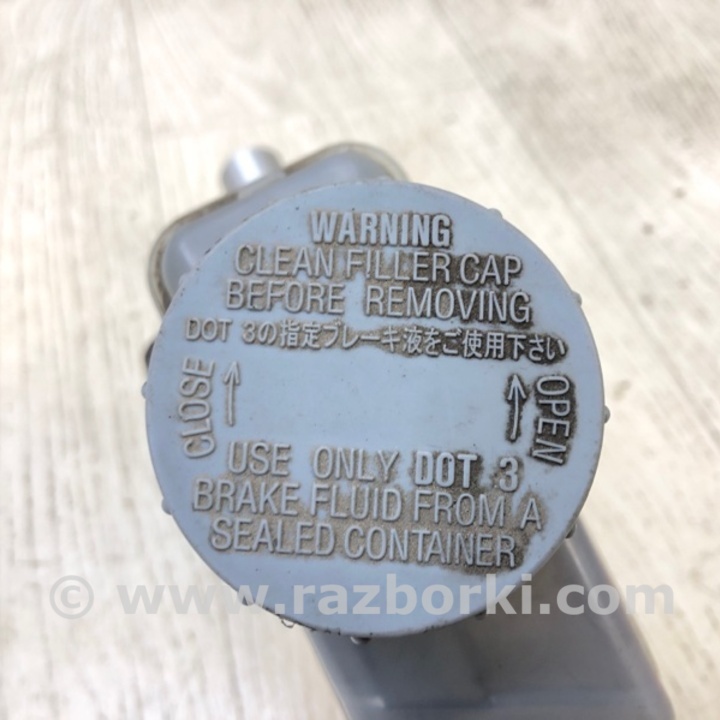 WARNING
CLEAN FILLER CAP
BEFORE REMOVING
DOT 3の指定ブレーキ液をご使用下さい
CLOSE
OPEN
USE ONLY DOT 3
BRAKE FLUID FROM A
SEALED CONTAINER
© www.razborki.com